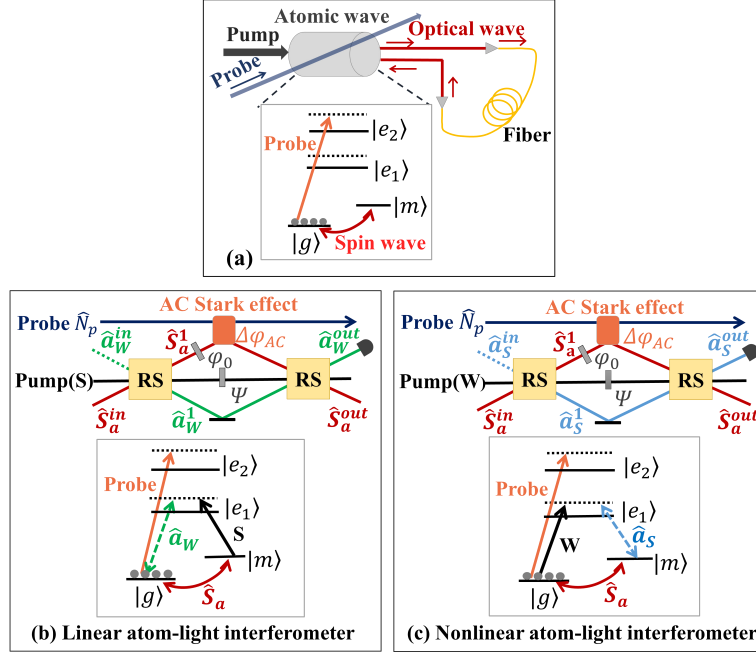 Atomic wave
Pump
Optical wave
Probe
Fiber
|e₂⟩
Probe
|e₁⟩
|m⟩
|g⟩
Spin wave
(a)
AC Stark effect
Probe N̂ₚ
â_W^in
Ŝ_a^1
Δφ_AC
â_W^out
φ₀
Pump(S)
RS
RS
Ψ
Ŝ_a^in
â_W^1
Ŝ_a^out
|e₂⟩
Probe
|e₁⟩
â_W
S
|m⟩
|g⟩
Ŝ_a
(b) Linear atom-light interferometer
AC Stark effect
Probe N̂ₚ
â_S^in
Ŝ_a^1
Δφ_AC
â_S^out
φ₀
Pump(W)
RS
RS
Ψ
Ŝ_a^in
â_S^1
Ŝ_a^out
|e₂⟩
Probe
|e₁⟩
W
â_S
|m⟩
|g⟩
Ŝ_a
(c) Nonlinear atom-light interferometer